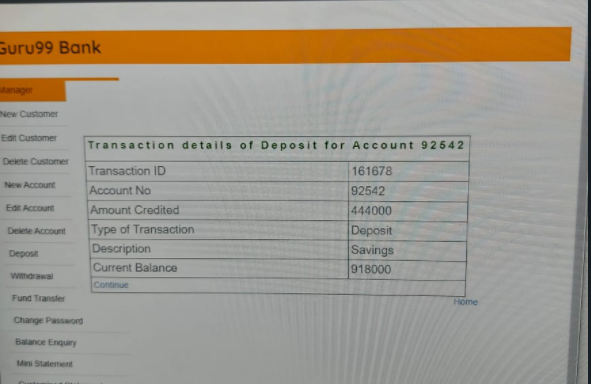 Guru99 Bank
Manager
New Customer
Edit Customer
Delete Customer
New Account
Edit Account
Delete Account
Deposit
Withdrawal
Fund Transfer
Change Password
Balance Enquiry
Mini Statement
Transaction details of Deposit for Account 92542
Transaction ID 161678
Account No 92542
Amount Credited 444000
Type of Transaction Deposit
Description Savings
Current Balance 918000
Continue
Home